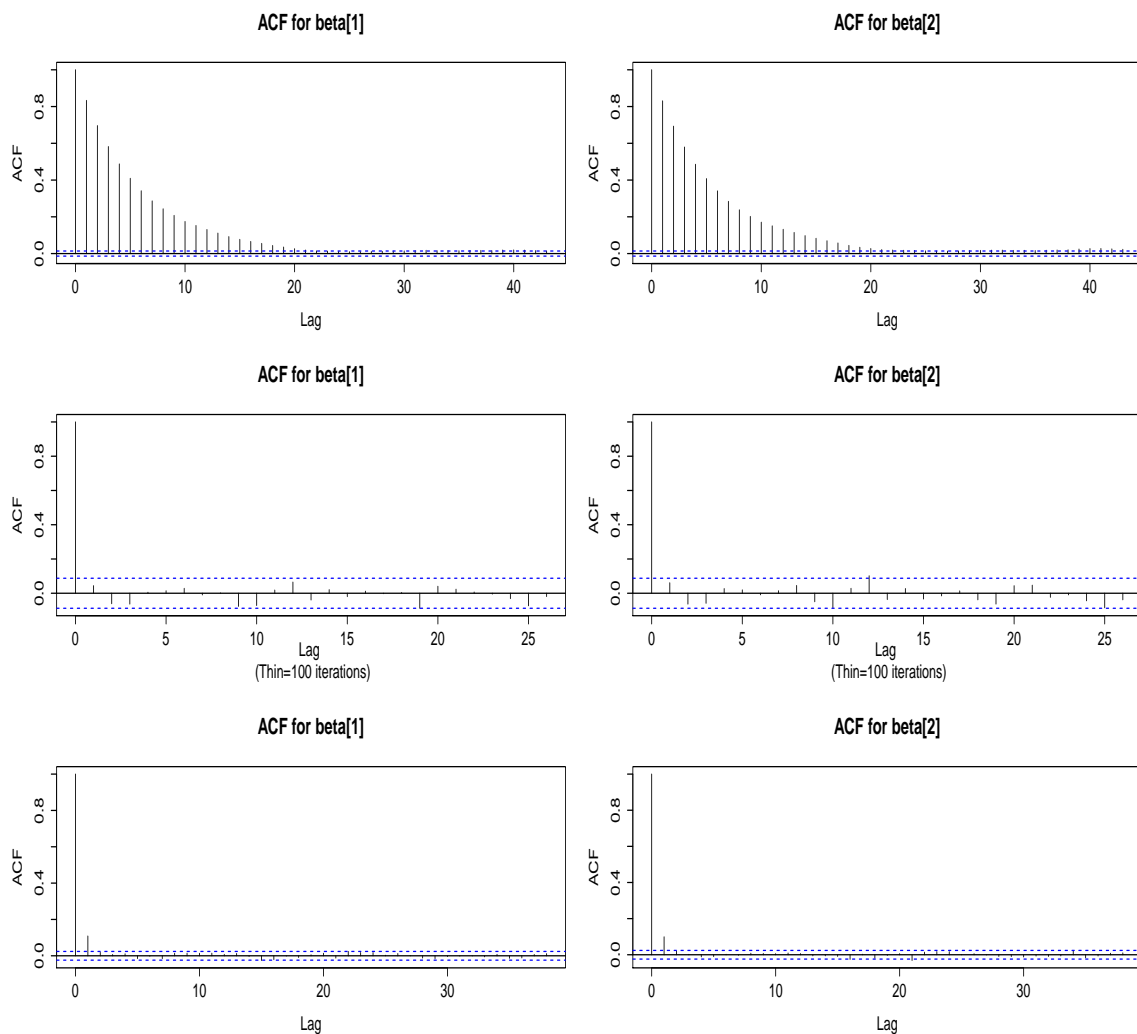 ACF for beta[1]
ACF
0.0 0.4 0.8
0 10 20 30 40
Lag
ACF for beta[2]
ACF
0.0 0.4 0.8
0 10 20 30 40
Lag
ACF for beta[1]
ACF
0.0 0.4 0.8
0 5 10 15 20 25
Lag
(Thin=100 iterations)
ACF for beta[2]
ACF
0.0 0.4 0.8
0 5 10 15 20 25
Lag
(Thin=100 iterations)
ACF for beta[1]
ACF
0.0 0.4 0.8
0 10 20 30
Lag
ACF for beta[2]
ACF
0.0 0.4 0.8
0 10 20 30
Lag